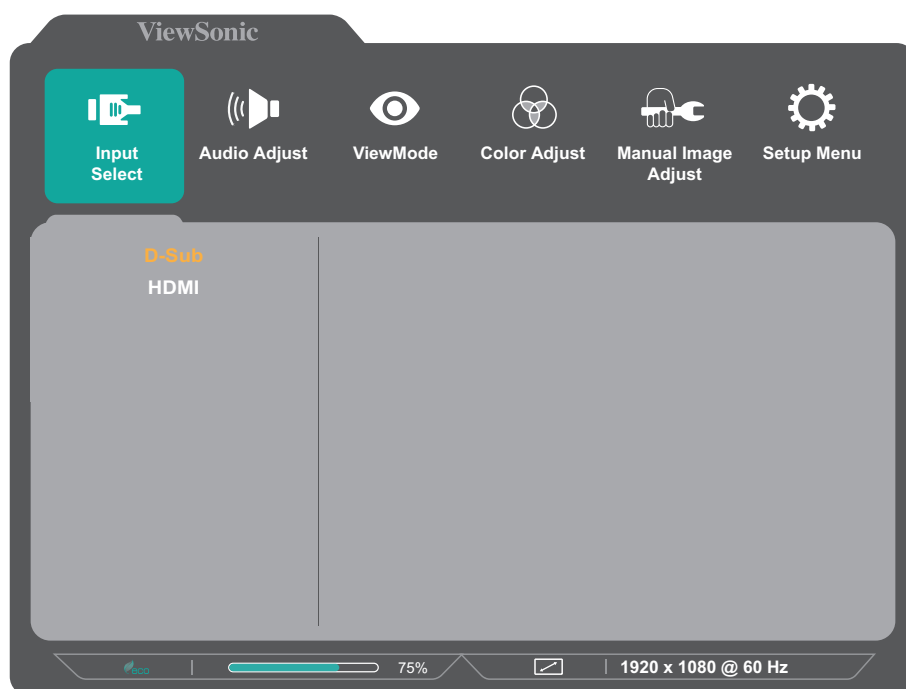 ViewSonic
Input Select
Audio Adjust
ViewMode
Color Adjust
Manual Image Adjust
Setup Menu
D-Sub
HDMI
eco
75%
1920 x 1080 @ 60 Hz